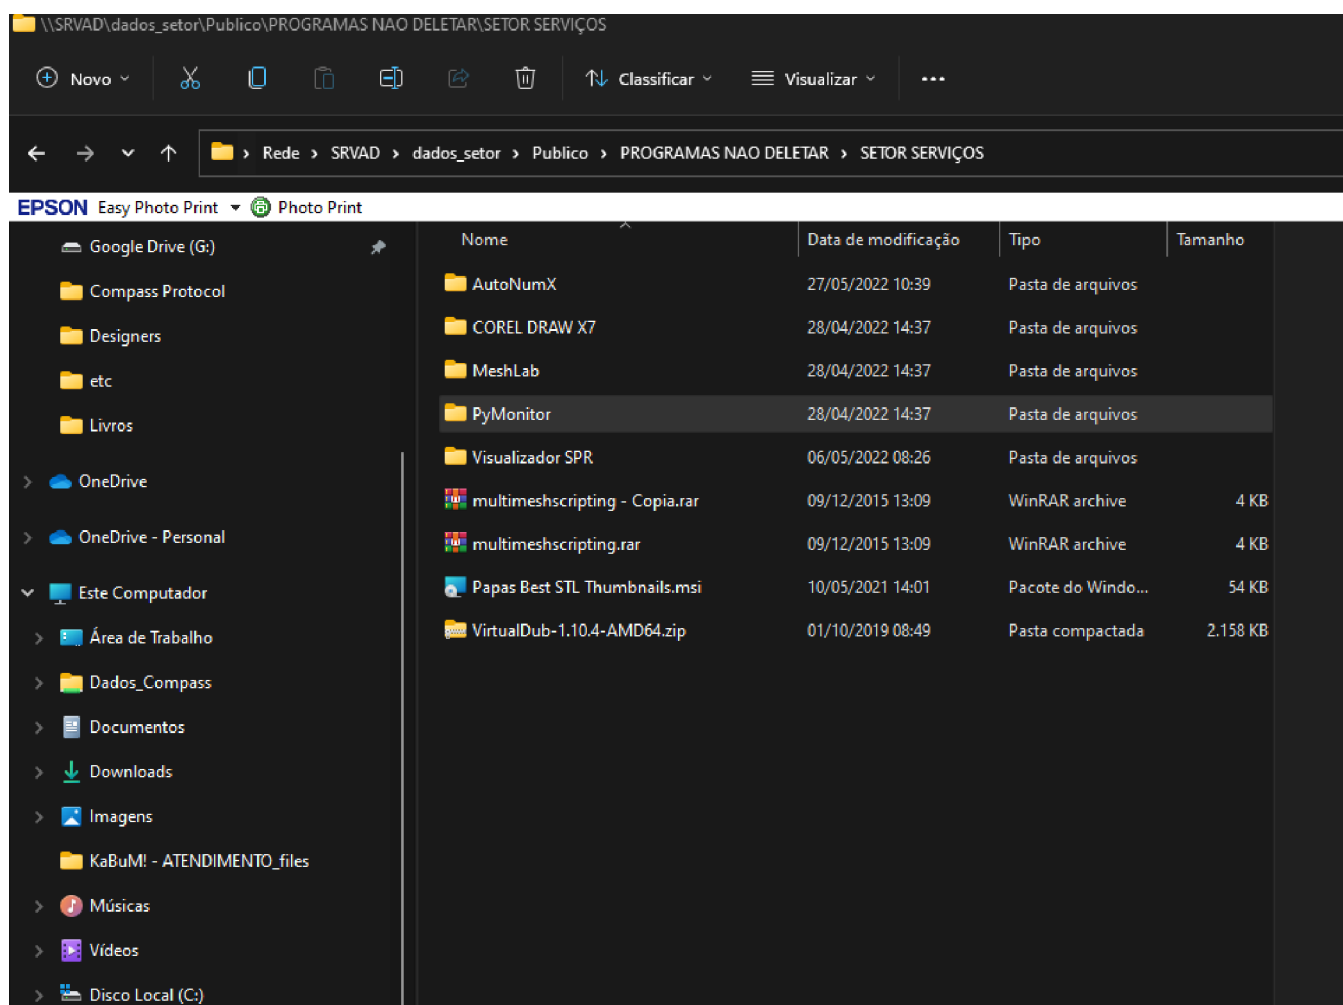 \\SRVAD\dados_setor\Publico\PROGRAMAS NAO DELETAR\SETOR SERVIÇOS
Novo Classificar Visualizar
Rede > SRVAD > dados_setor > Publico > PROGRAMAS NAO DELETAR > SETOR SERVIÇOS
EPSON Easy Photo Print Photo Print
Google Drive (G:)
Compass Protocol
Designers
etc
Livros
OneDrive
OneDrive - Personal
Este Computador
Área de Trabalho
Dados_Compass
Documentos
Downloads
Imagens
KaBuM! - ATENDIMENTO_files
Músicas
Vídeos
Disco Local (C:)
Nome Data de modificação Tipo Tamanho
AutoNumX 27/05/2022 10:39 Pasta de arquivos
COREL DRAW X7 28/04/2022 14:37 Pasta de arquivos
MeshLab 28/04/2022 14:37 Pasta de arquivos
PyMonitor 28/04/2022 14:37 Pasta de arquivos
Visualizador SPR 06/05/2022 08:26 Pasta de arquivos
multimeshscripting - Copia.rar 09/12/2015 13:09 WinRAR archive 4 KB
multimeshscripting.rar 09/12/2015 13:09 WinRAR archive 4 KB
Papas Best STL Thumbnails.msi 10/05/2021 14:01 Pacote do Windo... 54 KB
VirtualDub-1.10.4-AMD64.zip 01/10/2019 08:49 Pasta compactada 2.158 KB